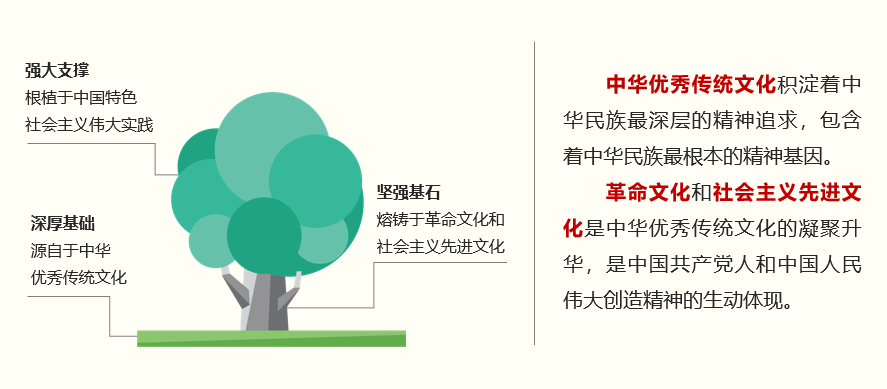 强大支撑
根植于中国特色
社会主义伟大实践
深厚基础
源自于中华
优秀传统文化
坚强基石
熔铸于革命文化和
社会主义先进文化
中华优秀传统文化积淀着中
华民族最深层的精神追求，包含
着中华民族最根本的精神基因。
革命文化和社会主义先进文
化是中华优秀传统文化的凝聚升
华，是中国共产党人和中国人民
伟大创造精神的生动体现。